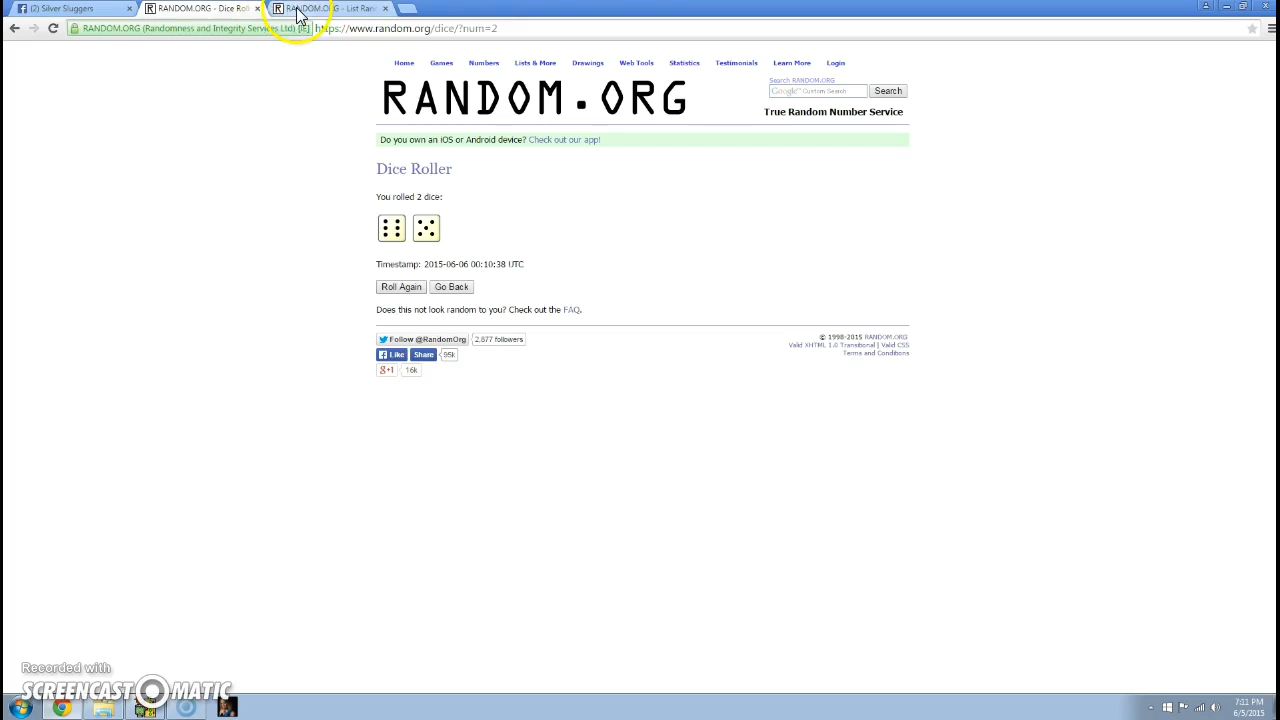 (2) Silver Sluggers
RANDOM.ORG - Dice Roll
RANDOM.ORG - List Ran
RANDOM.ORG (Randomness and Integrity Services Ltd) [IE] https://www.random.org/dice/?num=2
Home Games Numbers Lists & More Drawings Web Tools Statistics Testimonials Learn More Login
RANDOM.ORG
Search RANDOM.ORG
Google™ Custom Search Search
True Random Number Service
Do you own an iOS or Android device? Check out our app!
Dice Roller
You rolled 2 dice:
Timestamp: 2015-06-06 00:10:38 UTC
Roll Again Go Back
Does this not look random to you? Check out the FAQ.
Follow @RandomOrg 2,877 followers
Like Share 95k
g+1 16k
© 1998-2015 RANDOM.ORG
Valid XHTML 1.0 Transitional | Valid CSS
Terms and Conditions
Recorded with
SCREENCAST-O-MATIC
7:11 PM
6/5/2015